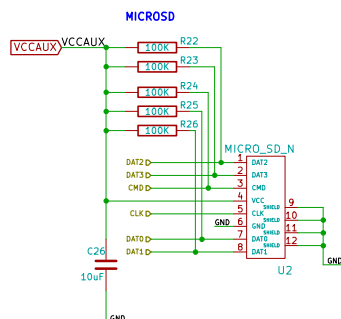 MICROSD
VCCAUX VCCAUX
100K R22
100K R23
100K R24
100K R25
100K R26
MICRO_SD_N
DAT2 1 DAT2
DAT3 2 DAT3
CMD 3 CMD
4 VCC 9
CLK 5 CLK SHIELD 10
GND 6 GND SHIELD 11
DAT0 7 DAT0 SHIELD 12
DAT1 8 DAT1 SHIELD
GND
C26
10uF
U2
GND